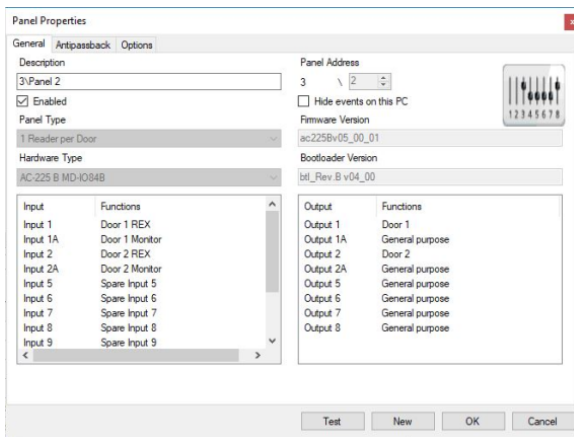 Panel Properties
x
General Antipassback Options
Description
3\Panel 2
Enabled
Panel Type
1 Reader per Door
Hardware Type
AC-225 B MD-IO84B
Panel Address
3 \ 2
Hide events on this PC
Firmware Version
ac225Bv05_00_01
Bootloader Version
btl_Rev.B v04_00
12345678
Input Functions
Input 1 Door 1 REX
Input 1A Door 1 Monitor
Input 2 Door 2 REX
Input 2A Door 2 Monitor
Input 5 Spare Input 5
Input 6 Spare Input 6
Input 7 Spare Input 7
Input 8 Spare Input 8
Input 9 Spare Input 9
Output Functions
Output 1 Door 1
Output 1A General purpose
Output 2 Door 2
Output 2A General purpose
Output 5 General purpose
Output 6 General purpose
Output 7 General purpose
Output 8 General purpose
Test New OK Cancel